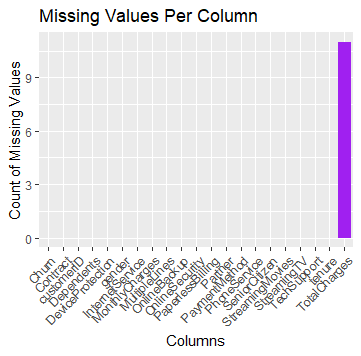 Missing Values Per Column
Count of Missing Values
9
6
3
0
Churn
Contract
customerID
Dependents
DeviceProtection
gender
InternetService
MonthlyCharges
MultipleLines
OnlineBackup
OnlineSecurity
PaperlessBilling
Partner
PaymentMethod
PhoneService
SeniorCitizen
StreamingMovies
StreamingTV
TechSupport
tenure
TotalCharges
Columns